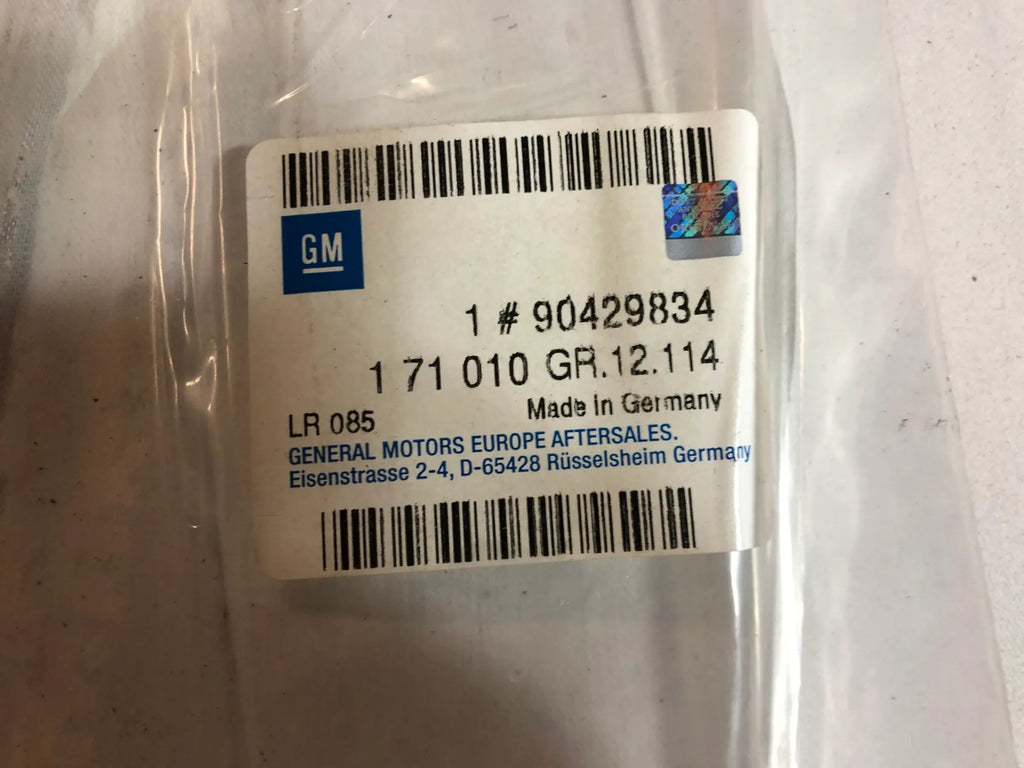 GM
1 # 90429834
1 71 010 GR.12.114
LR 085
Made in Germany
GENERAL MOTORS EUROPE AFTERSALES.
Eisenstrasse 2-4, D-65428 Rüsselsheim Germany